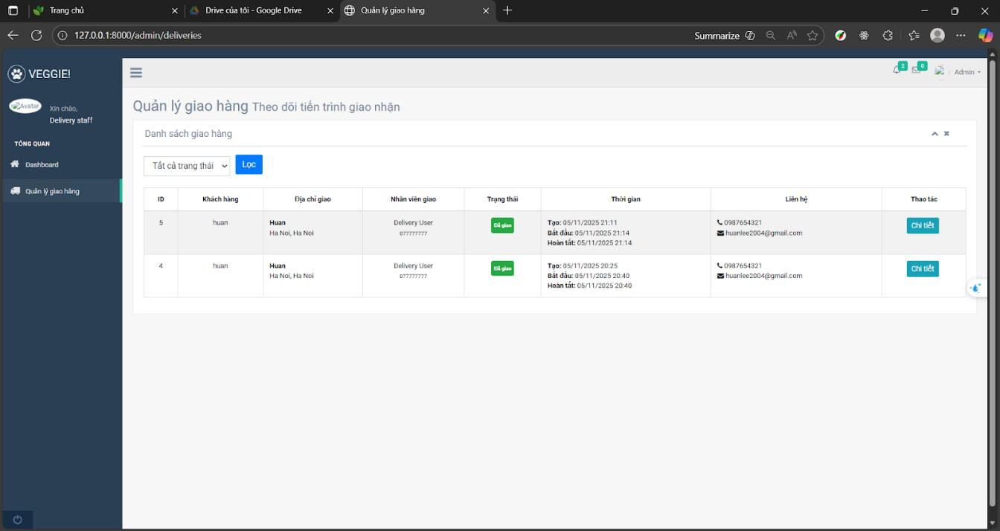 Trang chủ
Drive của tôi - Google Drive
Quản lý giao hàng
127.0.0.1:8000/admin/deliveries
Summarize
VEGGIE!
2
0
Admin
Avatar
Xin chào,
Delivery staff
TỔNG QUAN
Dashboard
Quản lý giao hàng
Quản lý giao hàng Theo dõi tiến trình giao nhận
Danh sách giao hàng
Tất cả trạng thái
Lọc
ID Khách hàng Địa chỉ giao Nhân viên giao Trạng thái Thời gian Liên hệ Thao tác
5 huan Huan Delivery User Đã giao Tạo: 05/11/2025 21:11 0987654321 Chi tiết
Ha Noi, Ha Noi 077777777 Bắt đầu: 05/11/2025 21:14 huanlee2004@gmail.com
Hoàn tất: 05/11/2025 21:14
4 huan Huan Delivery User Đã giao Tạo: 05/11/2025 20:25 0987654321 Chi tiết
Ha Noi, Ha Noi 077777777 Bắt đầu: 05/11/2025 20:40 huanlee2004@gmail.com
Hoàn tất: 05/11/2025 20:40